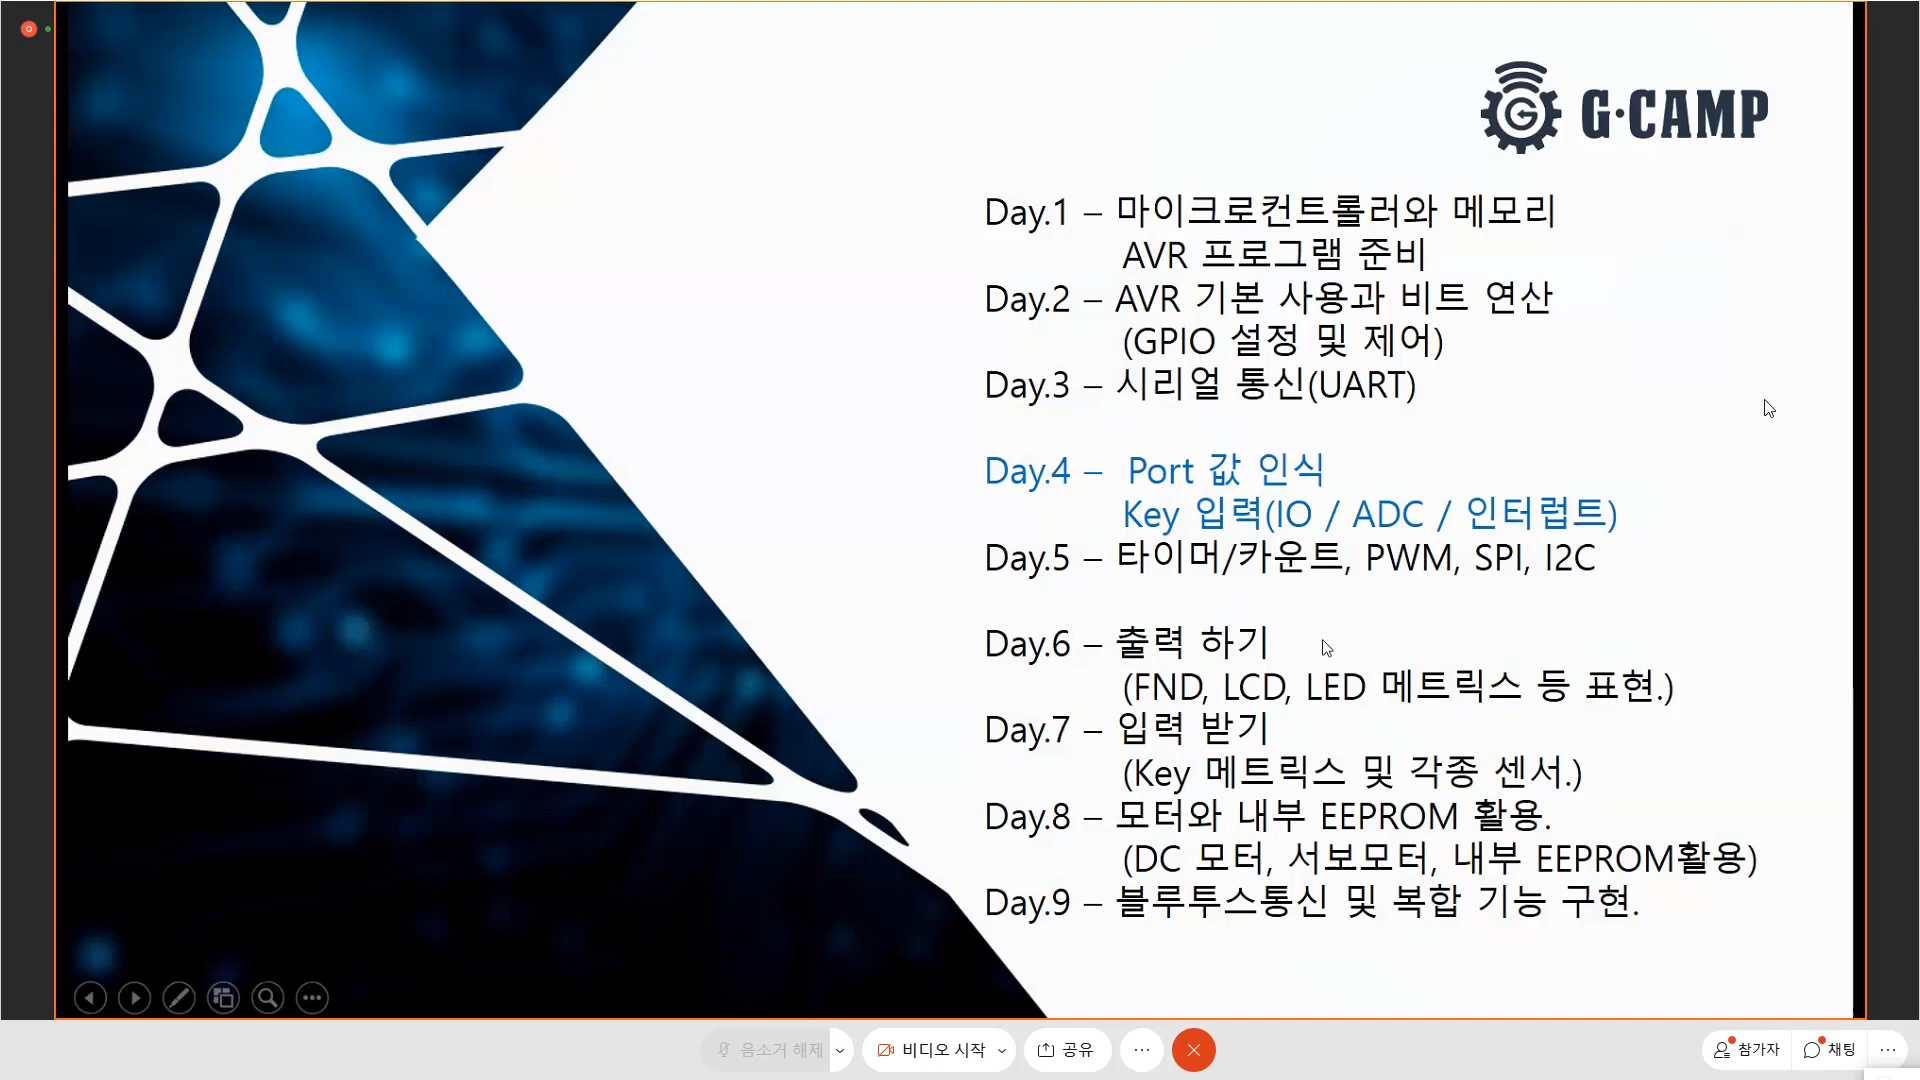 G·CAMP
Day.1 – 마이크로컨트롤러와 메모리
AVR 프로그램 준비
Day.2 – AVR 기본 사용과 비트 연산
(GPIO 설정 및 제어)
Day.3 – 시리얼 통신(UART)
Day.4 – Port 값 인식
Key 입력(IO / ADC / 인터럽트)
Day.5 – 타이머/카운트, PWM, SPI, I2C
Day.6 – 출력 하기
(FND, LCD, LED 메트릭스 등 표현.)
Day.7 – 입력 받기
(Key 메트릭스 및 각종 센서.)
Day.8 – 모터와 내부 EEPROM 활용.
(DC 모터, 서보모터, 내부 EEPROM활용)
Day.9 – 블루투스통신 및 복합 기능 구현.
음소거 해제 비디오 시작 공유 참가자 채팅